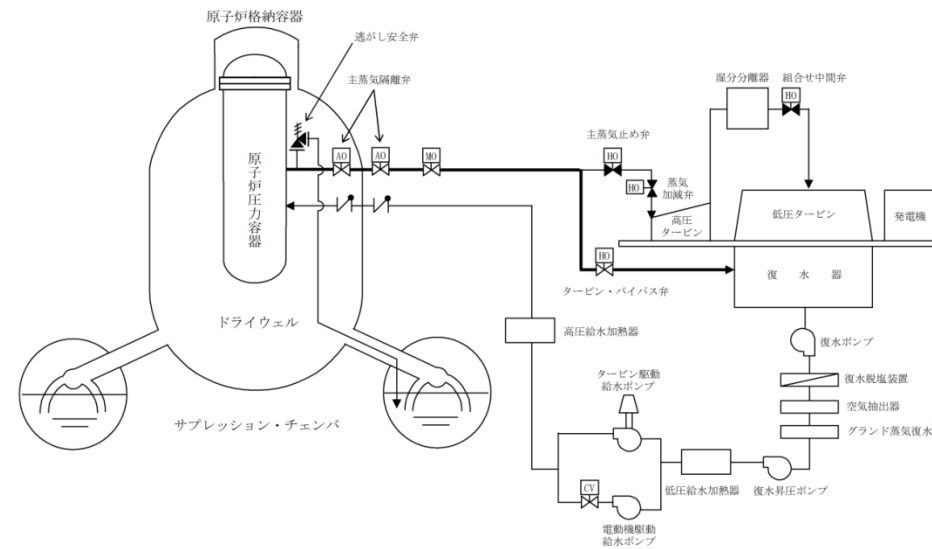 原子炉格納容器
逃がし安全弁
主蒸気隔離弁
湿分分離器
組合せ中間弁
HO
主蒸気止め弁
AO
AO
MO
HO
HO
蒸気
加減弁
高圧
タービン
原子炉圧力容器
低圧タービン
発電機
HO
復水器
タービン・バイパス弁
ドライウェル
高圧給水加熱器
復水ポンプ
タービン駆動
給水ポンプ
復水脱塩装置
空気抽出器
サプレッション・チェンバ
グランド蒸気復水
CV
低圧給水加熱器
復水昇圧ポンプ
電動機駆動
給水ポンプ